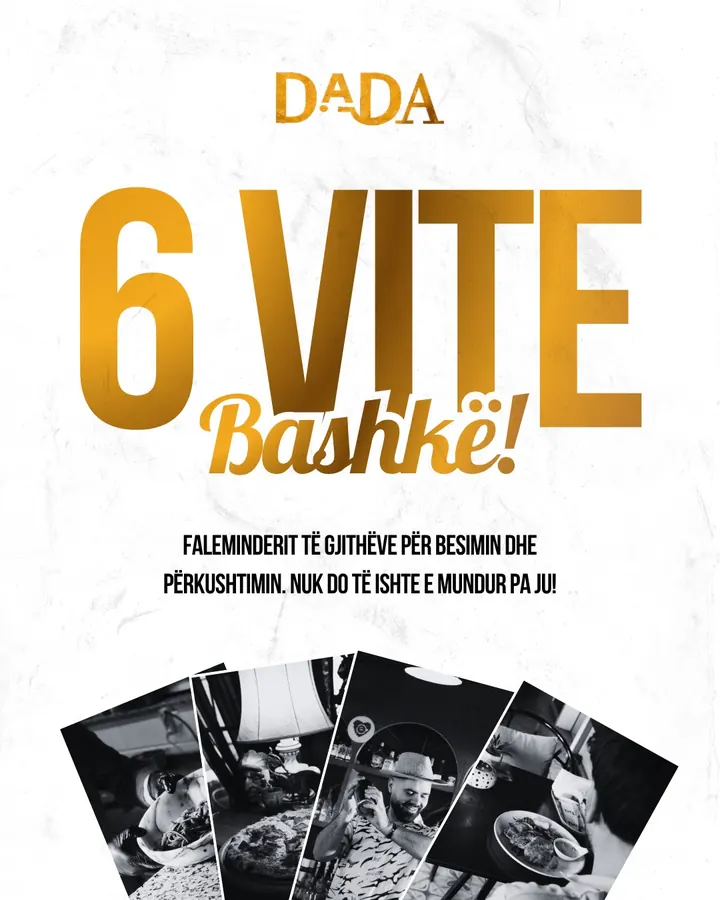 DADA
6 VITE
Bashkë!
FALEMINDERIT TË GJITHËVE PËR BESIMIN DHE
PËRKUSHTIMIN. NUK DO TË ISHTE E MUNDUR PA JU!